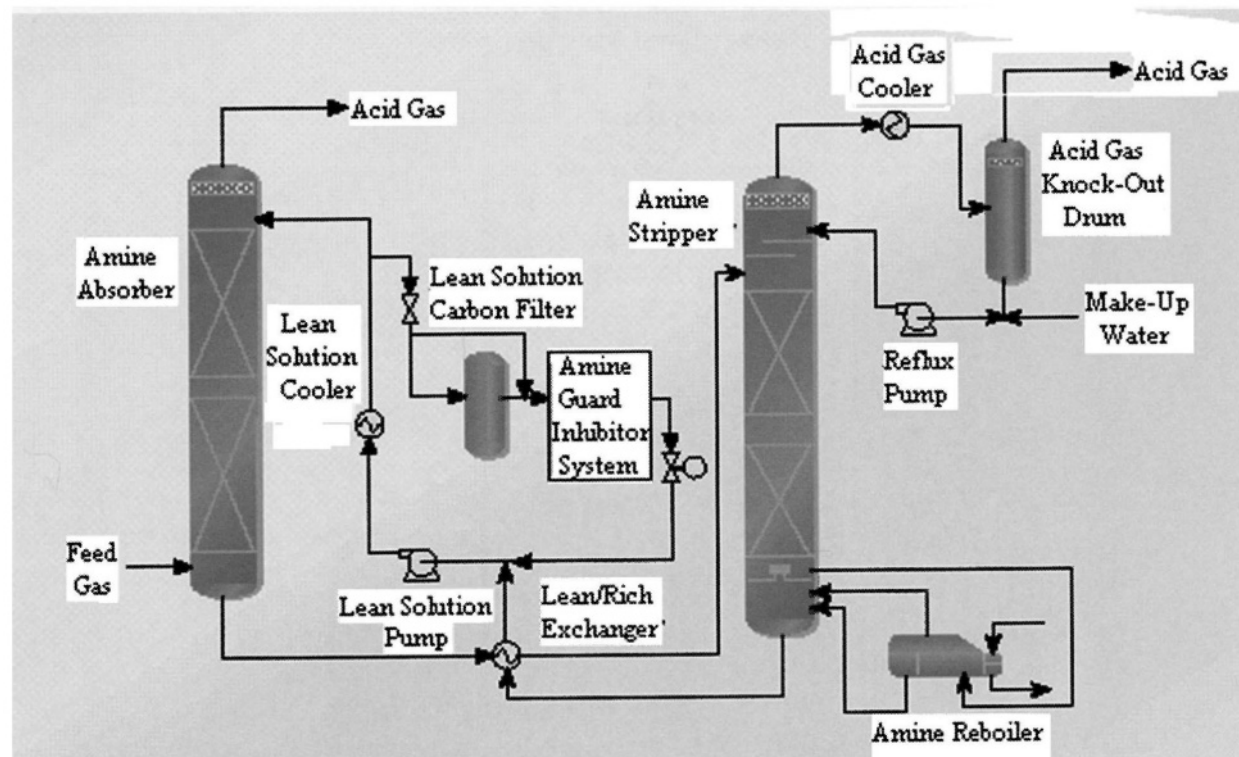 Acid Gas
Cooler
Acid Gas
Acid Gas
Acid Gas
Knock-Out
Drum
Amine
Stripper
Amine
Absorber
Lean Solution
Carbon Filter
Lean
Solution
Cooler
Make-Up
Water
Reflux
Pump
Amine
Guard
Inhibitor
System
Feed
Gas
Lean Solution
Pump
Lean/Rich
Exchanger
Amine Reboiler